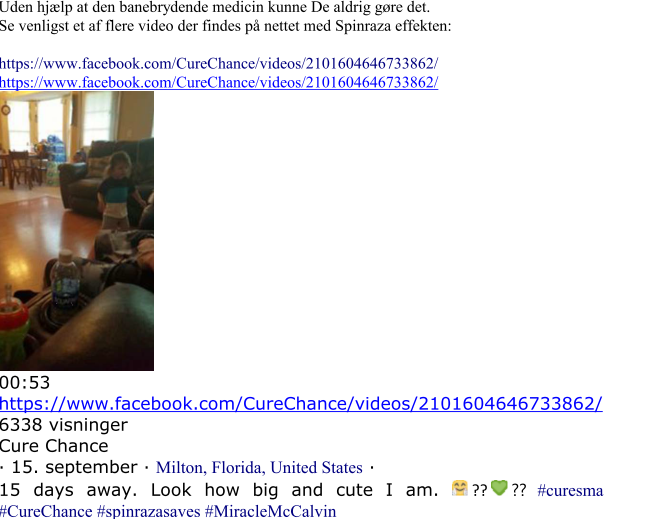 Uden hjælp at den banebrydende medicin kunne De aldrig gøre det.
Se venligst et af flere video der findes på nettet med Spinraza effekten:
https://www.facebook.com/CureChance/videos/2101604646733862/
https://www.facebook.com/CureChance/videos/2101604646733862/
00:53
https://www.facebook.com/CureChance/videos/2101604646733862/
6338 visninger
Cure Chance
· 15. september · Milton, Florida, United States ·
15 days away. Look how big and cute I am. 🤗??💚?? #curesma
#CureChance #spinrazasaves #MiracleMcCalvin